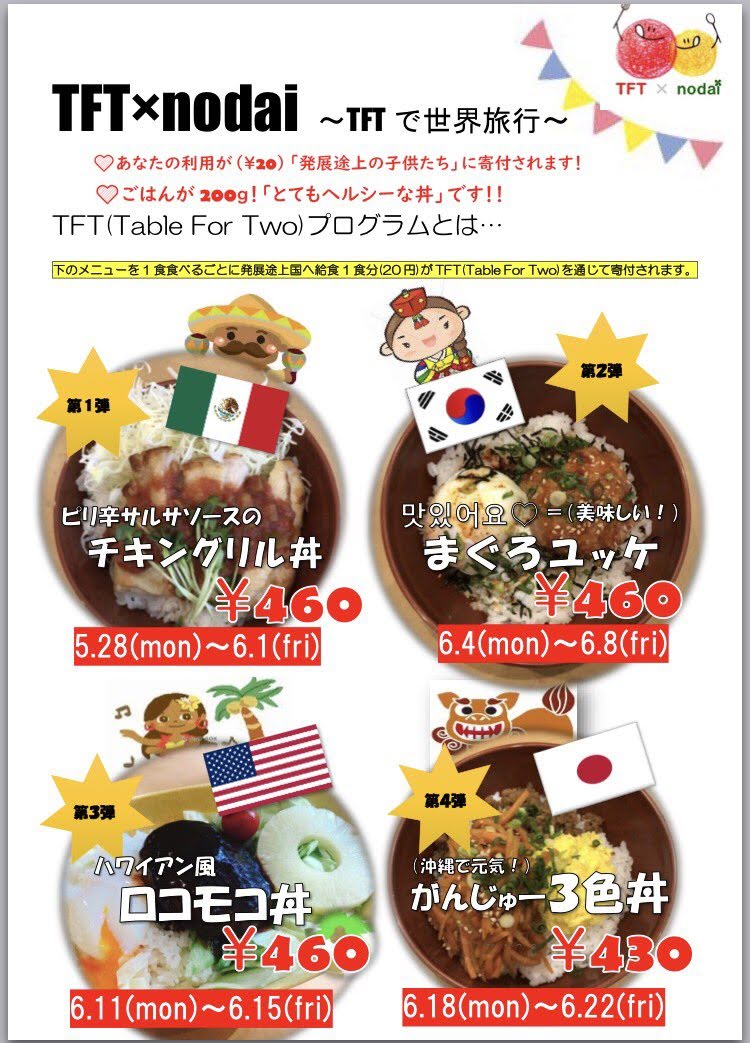 TFT × nodai
TFT×nodai ～TFTで世界旅行～
♡あなたの利用が(¥20)「発展途上の子供たち」に寄付されます！
♡ごはんが200g！「とてもヘルシーな丼」です！！
TFT(Table For Two)プログラムとは…
下のメニューを1食食べるごとに発展途上国へ給食1食分(20円)がTFT(Table For Two)を通じて寄付されます。
第1弾
ピリ辛サルサソースの
チキングリル丼
¥460
5.28(mon)～6.1(fri)
第2弾
맛있어요♡＝(美味しい！)
まぐろユッケ
¥460
6.4(mon)～6.8(fri)
第3弾
ハワイアン風
ロコモコ丼
¥460
6.11(mon)～6.15(fri)
第4弾
(沖縄で元気！)
がんじゅー3色丼
¥430
6.18(mon)～6.22(fri)